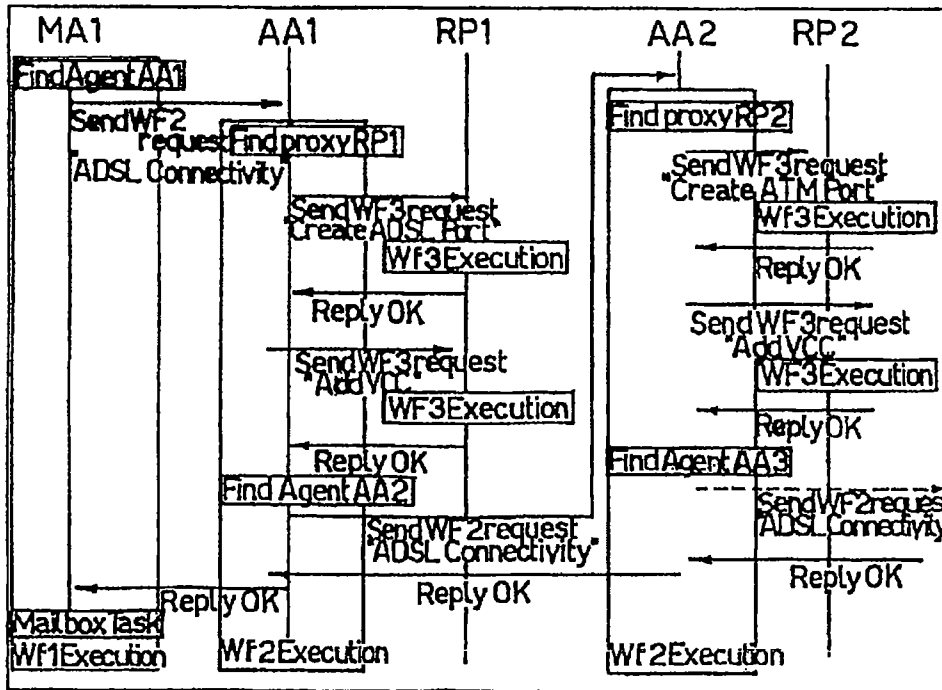 MA1 AA1 RP1 AA2 RP2
Find Agent AA1
Send WF2
request
"ADSL Connectivity"
Find proxy RP1
Send WF3 request
"Create ADSL Port"
Wf3 Execution
Reply OK
Send WF3 request
"Add VCC"
WF3 Execution
Reply OK
Find Agent AA2
Send WF2 request
"ADSL Connectivity"
Reply OK
Reply OK
Mailbox Task
Wf1 Execution
Wf2 Execution
Find proxy RP2
Send WF3 request
"Create ATM Port"
Wf3 Execution
Reply OK
Send WF3 request
"Add VCC"
WF3 Execution
Reply OK
Find Agent AA3
Send WF2 reques
"ADSL Connectivity
Reply OK
Wf2 Execution